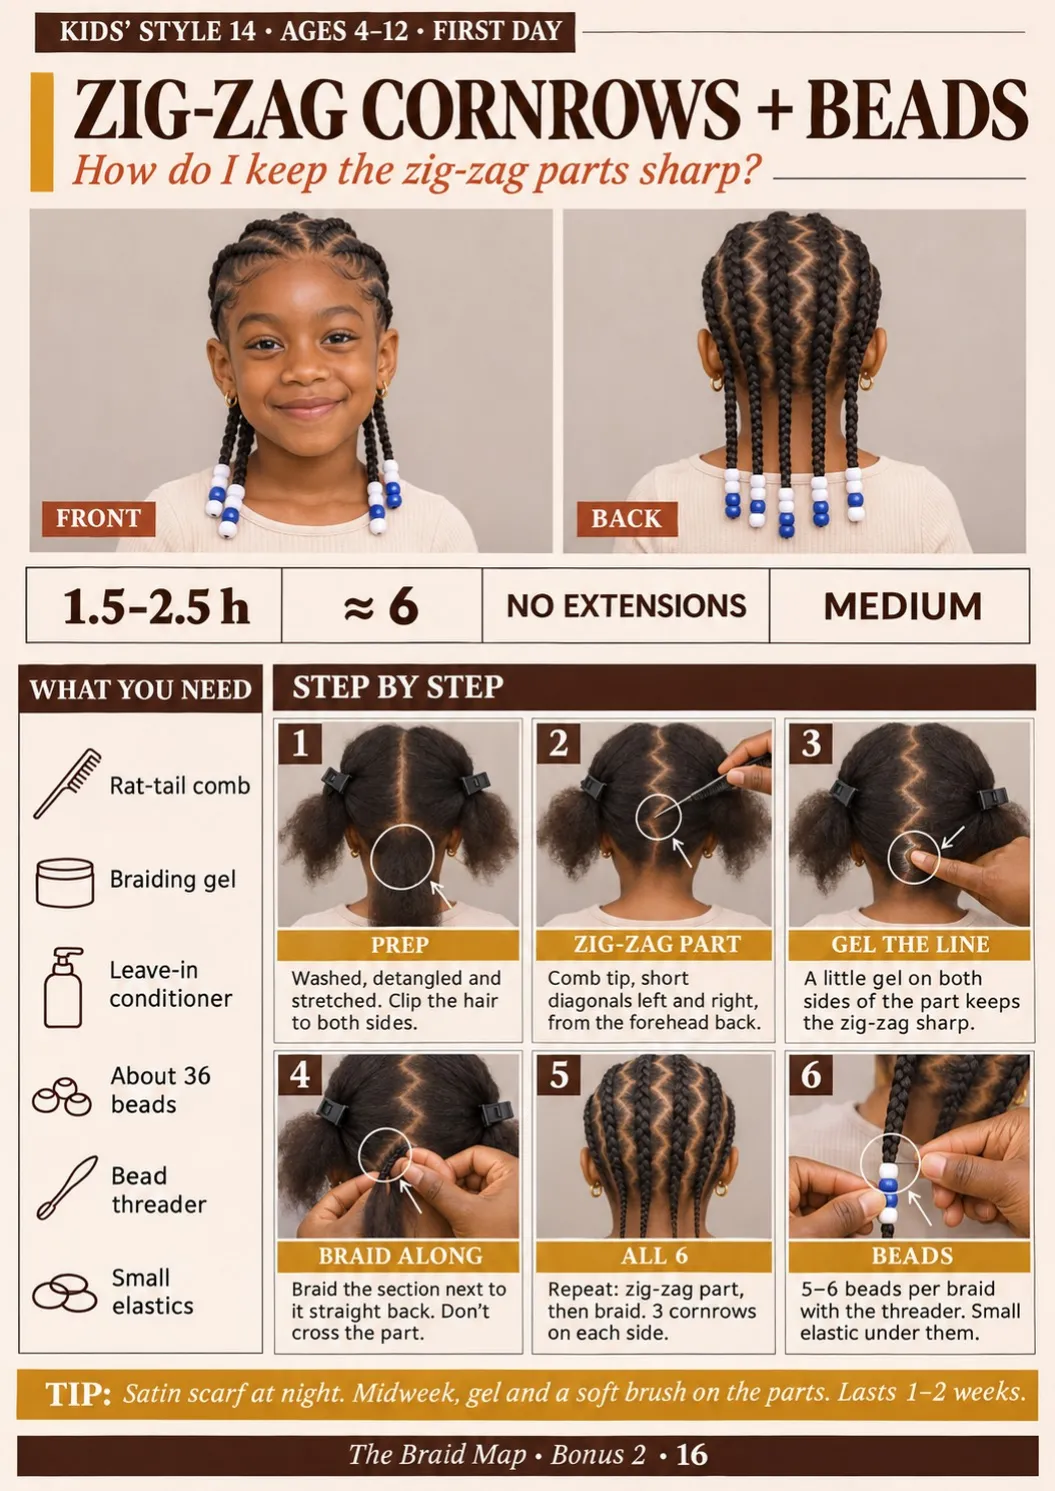 KIDS' STYLE 14 • AGES 4–12 • FIRST DAY
ZIG-ZAG CORNROWS + BEADS
How do I keep the zig-zag parts sharp?
FRONT
BACK
1.5–2.5 h
≈ 6
NO EXTENSIONS
MEDIUM
WHAT YOU NEED
Rat-tail comb
Braiding gel
Leave-in
conditioner
About 36
beads
Bead
threader
Small
elastics
STEP BY STEP
1
PREP
Washed, detangled and
stretched. Clip the hair
to both sides.
2
ZIG-ZAG PART
Comb tip, short
diagonals left and right,
from the forehead back.
3
GEL THE LINE
A little gel on both
sides of the part keeps
the zig-zag sharp.
4
BRAID ALONG
Braid the section next to
it straight back. Don't
cross the part.
5
ALL 6
Repeat: zig-zag part,
then braid. 3 cornrows
on each side.
6
BEADS
5–6 beads per braid
with the threader. Small
elastic under them.
TIP: Satin scarf at night. Midweek, gel and a soft brush on the parts. Lasts 1–2 weeks.
The Braid Map • Bonus 2 • 16